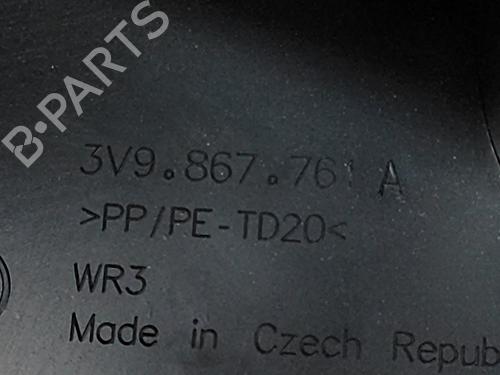 B-PARTS
3V9.867.761 A
>PP/PE-TD20<
WR3
Made in Czech Repub